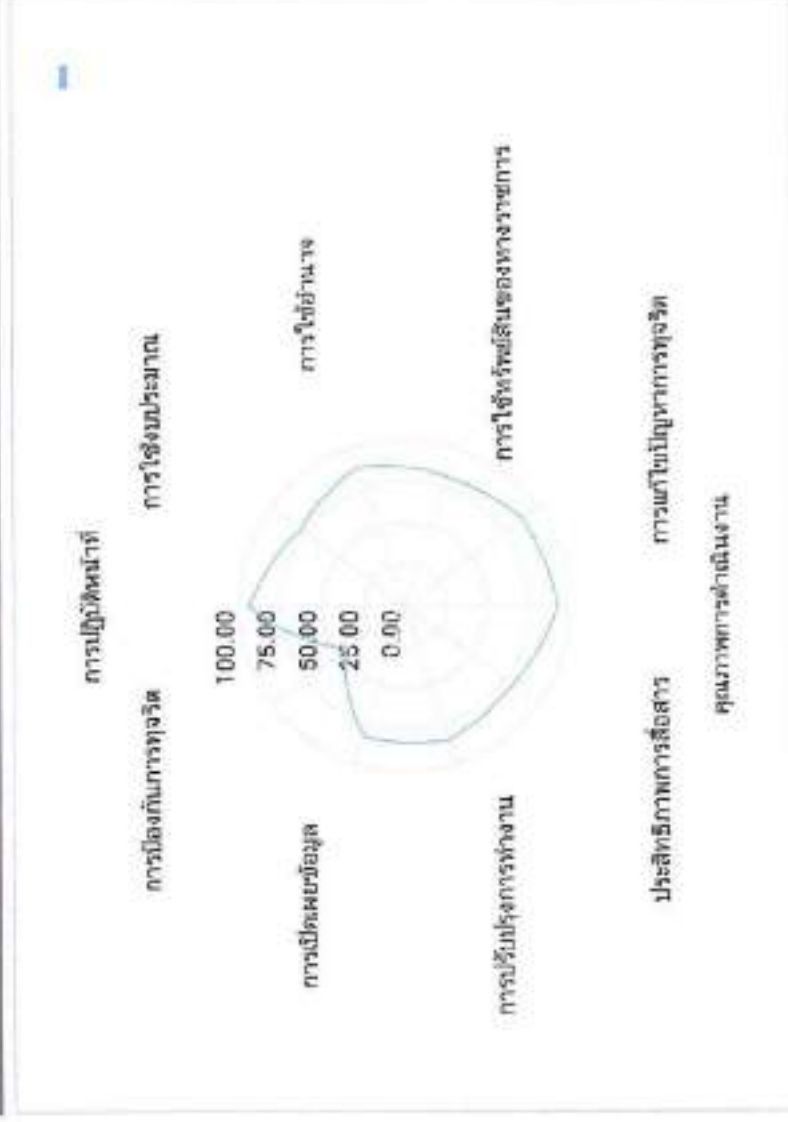 การปฏิบัติหน้าที่
การป้องกันการทุจริต
การใช้งบประมาณ
100.00
75.00
50.00
25.00
0.00
การเปิดเผยข้อมูล
การใช้อำนาจ
การปรับปรุงการทำงาน
การใช้ทรัพย์สินของทางราชการ
ประสิทธิภาพการสื่อสาร
การแก้ไขปัญหาการทุจริต
คุณภาพการดำเนินงาน